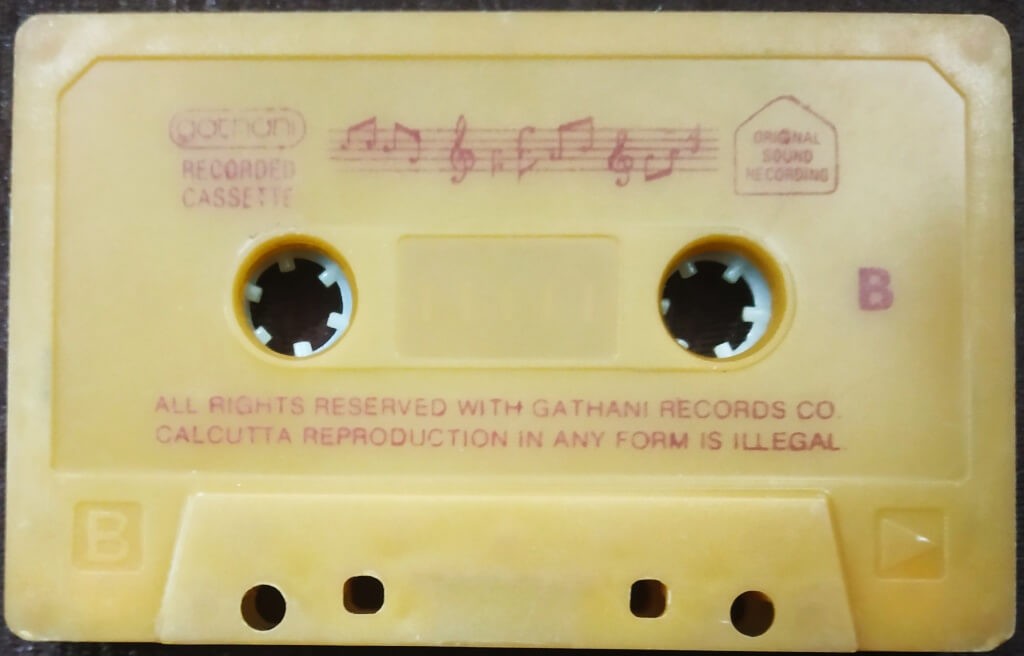 gathani
RECORDED
CASSETTE
ORIGINAL
SOUND
RECORDING
B
ALL RIGHTS RESERVED WITH GATHANI RECORDS CO.
CALCUTTA REPRODUCTION IN ANY FORM IS ILLEGAL
B